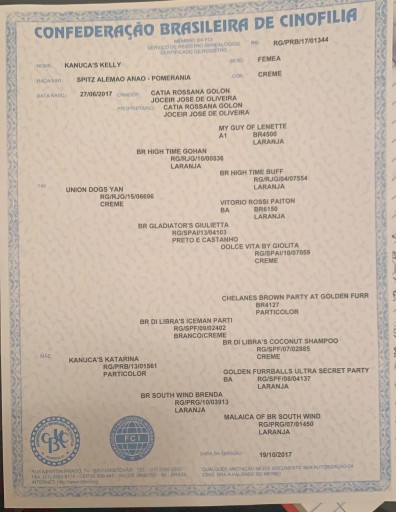 CONFEDERAÇÃO BRASILEIRA DE CINOFILIA
MEMBRO DA FCI
SERVIÇO DE REGISTRO GENEALÓGICO
CERTIFICADO DE REGISTRO
RG: RG/PRB/17/01344
NOME: KANUCA'S KELLY
SEXO: FEMEA
RAÇA/VAR.: SPITZ ALEMAO ANAO - POMERANIA
COR: CREME
DATA NASC.: 27/06/2017
CRIADOR: CATIA ROSSANA GOLON
JOCEIR JOSE DE OLIVEIRA
PROPRIETÁRIO: CATIA ROSSANA GOLON
JOCEIR JOSE DE OLIVEIRA
MY GUY OF LENETTE
A1 BR4500
LARANJA
BR HIGH TIME GOHAN
RG/RJG/10/00836
LARANJA
BR HIGH TIME BUFF
RG/RJG/04/07554
LARANJA
PAI:
UNION DOGS YAN
RG/RJG/15/06696
CREME
VITORIO ROSSI PAITON
BA BR6150
LARANJA
BR GLADIATOR'S GIULIETTA
RG/SPAI/13/04103
PRETO E CASTANHO
DOLCE VITA BY GIOLITA
RG/SPAI/10/07059
CREME
CHELANES BROWN PARTY AT GOLDEN FURR
BR4127
PARTICOLOR
BR DI LIBRA'S ICEMAN PARTI
RG/SPF/09/02402
BRANCO/CREME
BR DI LIBRA'S COCONUT SHAMPOO
RG/SPF/07/02885
CREME
MÃE:
KANUCA'S KATARINA
RG/PRB/13/01561
PARTICOLOR
GOLDEN FURRBALLS ULTRA SECRET PARTY
BA RG/SPF/08/04137
LARANJA
BR SOUTH WIND BRENDA
RG/PRG/10/03913
LARANJA
MALAICA OF BR SOUTH WIND
RG/PRG/07/01450
LARANJA
CBKC
FCI
DATA DA EMISSÃO: 19/10/2017